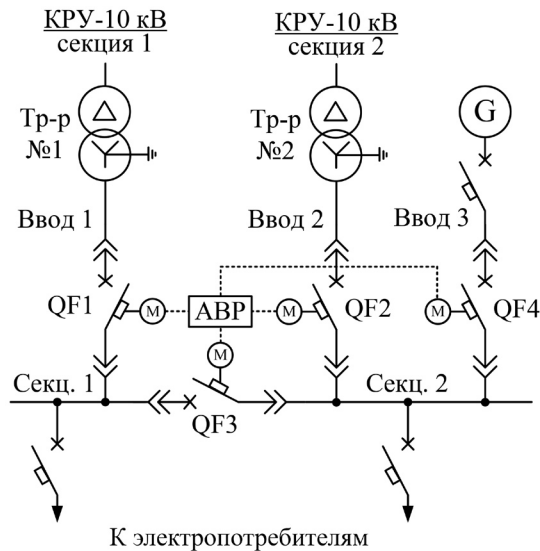 КРУ-10 кВ
секция 1
КРУ-10 кВ
секция 2
Тр-р
№1
Тр-р
№2
G
Ввод 1
Ввод 2
Ввод 3
QF1
М
АВР
М
QF2
М
QF4
М
Секц. 1
QF3
Секц. 2
К электропотребителям